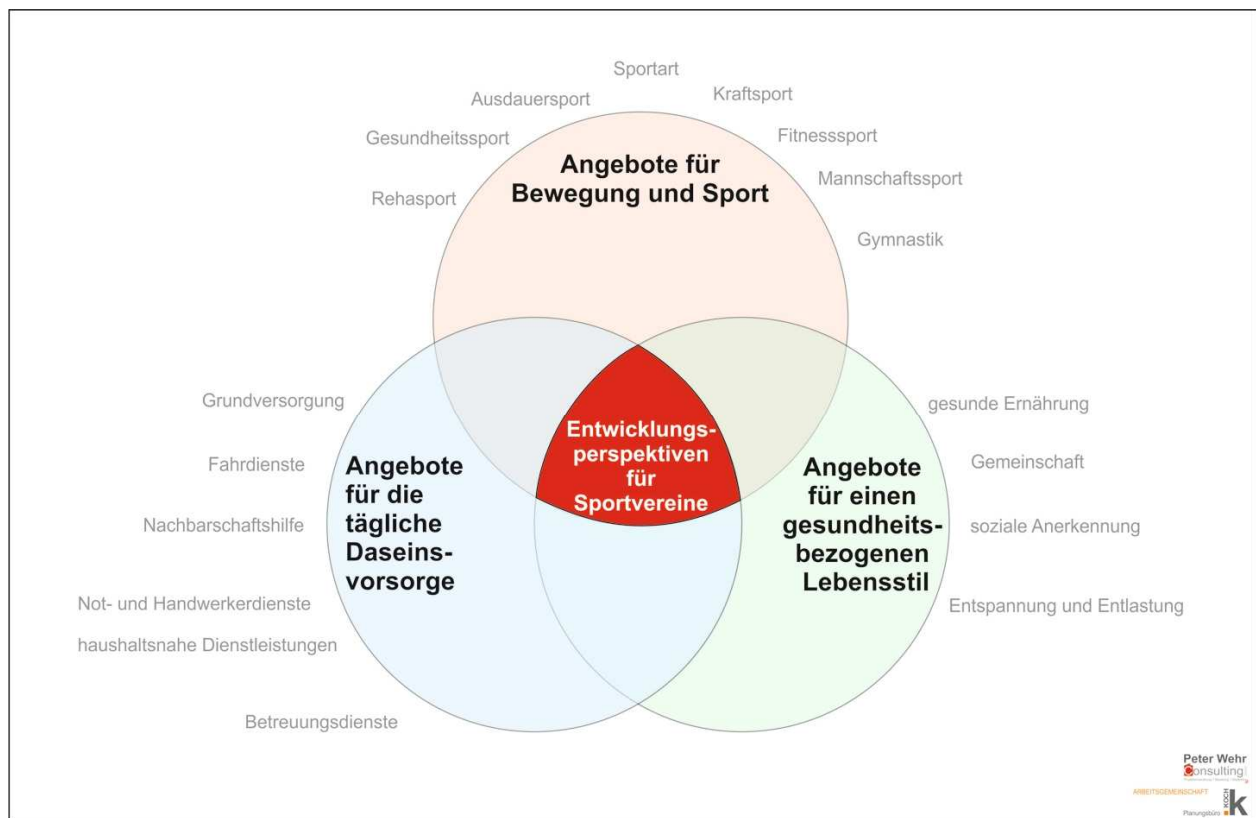 Sportart
Ausdauersport
Kraftsport
Gesundheitssport
Fitnesssport
Rehasport
Mannschaftssport
Gymnastik
Angebote für
Bewegung und Sport
Grundversorgung
Fahrdienste
Nachbarschaftshilfe
Not- und Handwerkerdienste
haushaltsnahe Dienstleistungen
Betreuungsdienste
Angebote
für die
tägliche
Daseins-
vorsorge
Entwicklungs-
perspektiven
für
Sportvereine
Angebote
für einen
gesundheits-
bezogenen
Lebensstil
gesunde Ernährung
Gemeinschaft
soziale Anerkennung
Entspannung und Entlastung
Peter Wehr
Consulting
ARBEITSGEMEINSCHAFT
KOCH
k
Planungsbüro